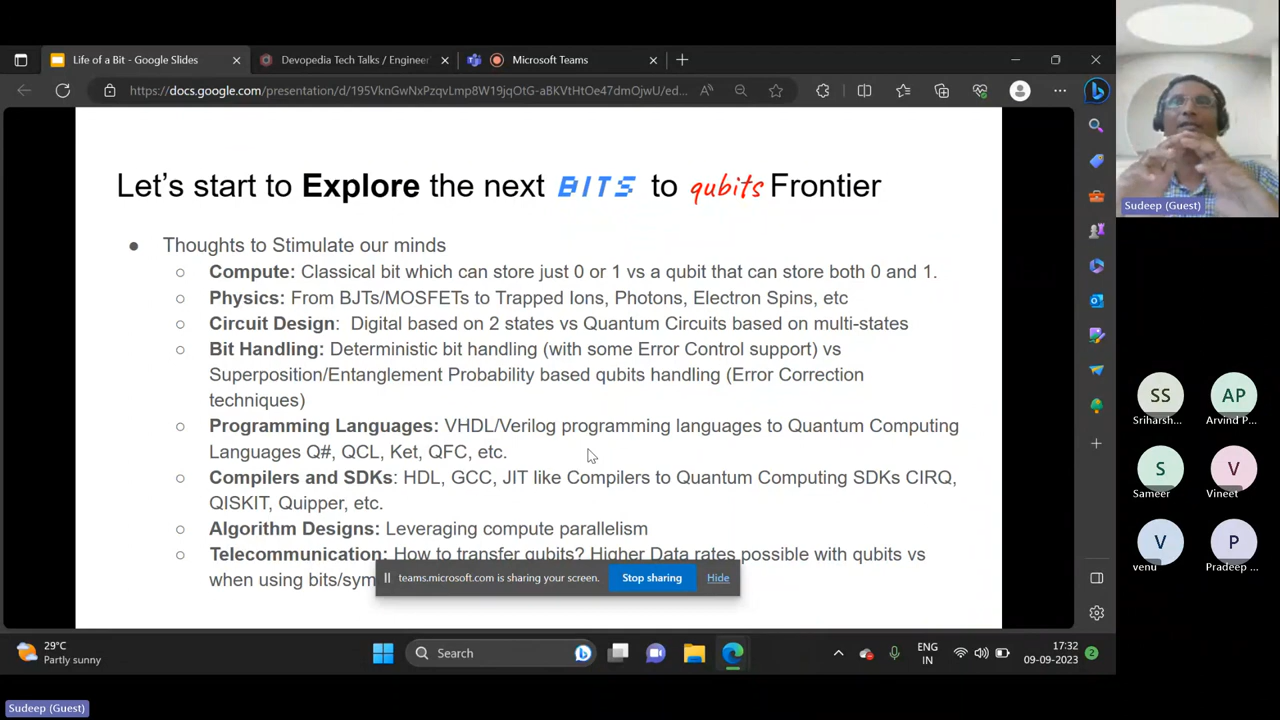 Life of a Bit - Google Slides
Devopedia Tech Talks / Engineer
Microsoft Teams
https://docs.google.com/presentation/d/195VknGwNxPzqvLmp8W19jqOtG-aBKVtHtOe47dmOjwU/ed...
Let's start to Explore the next BITS to qubits Frontier
● Thoughts to Stimulate our minds
○ Compute: Classical bit which can store just 0 or 1 vs a qubit that can store both 0 and 1.
○ Physics: From BJTs/MOSFETs to Trapped Ions, Photons, Electron Spins, etc
○ Circuit Design: Digital based on 2 states vs Quantum Circuits based on multi-states
○ Bit Handling: Deterministic bit handling (with some Error Control support) vs
Superposition/Entanglement Probability based qubits handling (Error Correction
techniques)
○ Programming Languages: VHDL/Verilog programming languages to Quantum Computing
Languages Q#, QCL, Ket, QFC, etc.
○ Compilers and SDKs: HDL, GCC, JIT like Compilers to Quantum Computing SDKs CIRQ,
QISKIT, Quipper, etc.
○ Algorithm Designs: Leveraging compute parallelism
○ Telecommunication: How to transfer qubits? Higher Data rates possible with qubits vs
when using bits/sym
teams.microsoft.com is sharing your screen.
Stop sharing
Hide
29°C
Partly sunny
Search
ENG
IN
17:32
09-09-2023
2
Sudeep (Guest)
SS
AP
Sriharsh...
Arvind P...
S
V
Sameer
Vineet
V
P
venu
Pradeep ...
Sudeep (Guest)